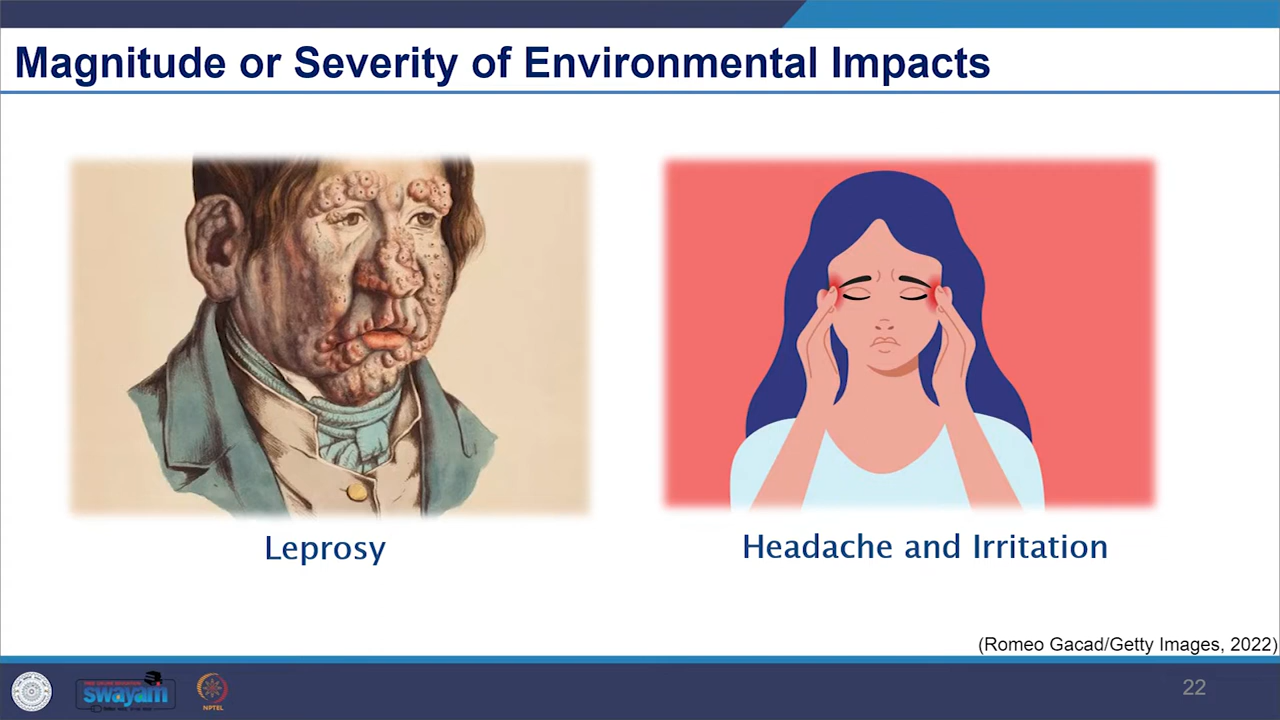 Magnitude or Severity of Environmental Impacts
Leprosy
Headache and Irritation
(Romeo Gacad/Getty Images, 2022)
swayam
NPTEL
22